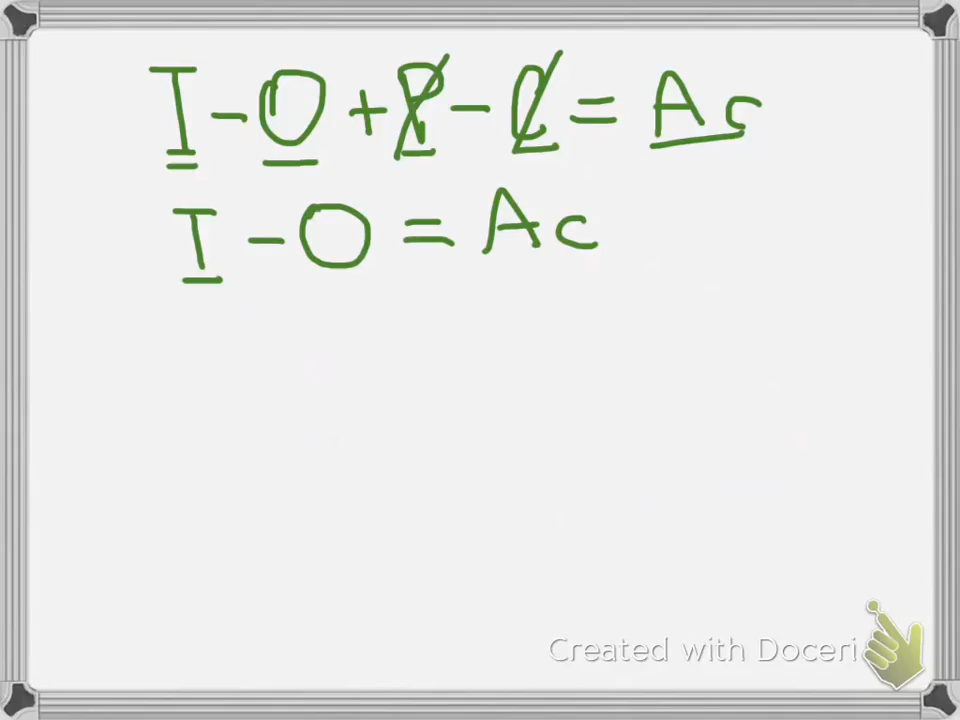 I - O + P - C = Ac
I - O = Ac
Created with Doceri